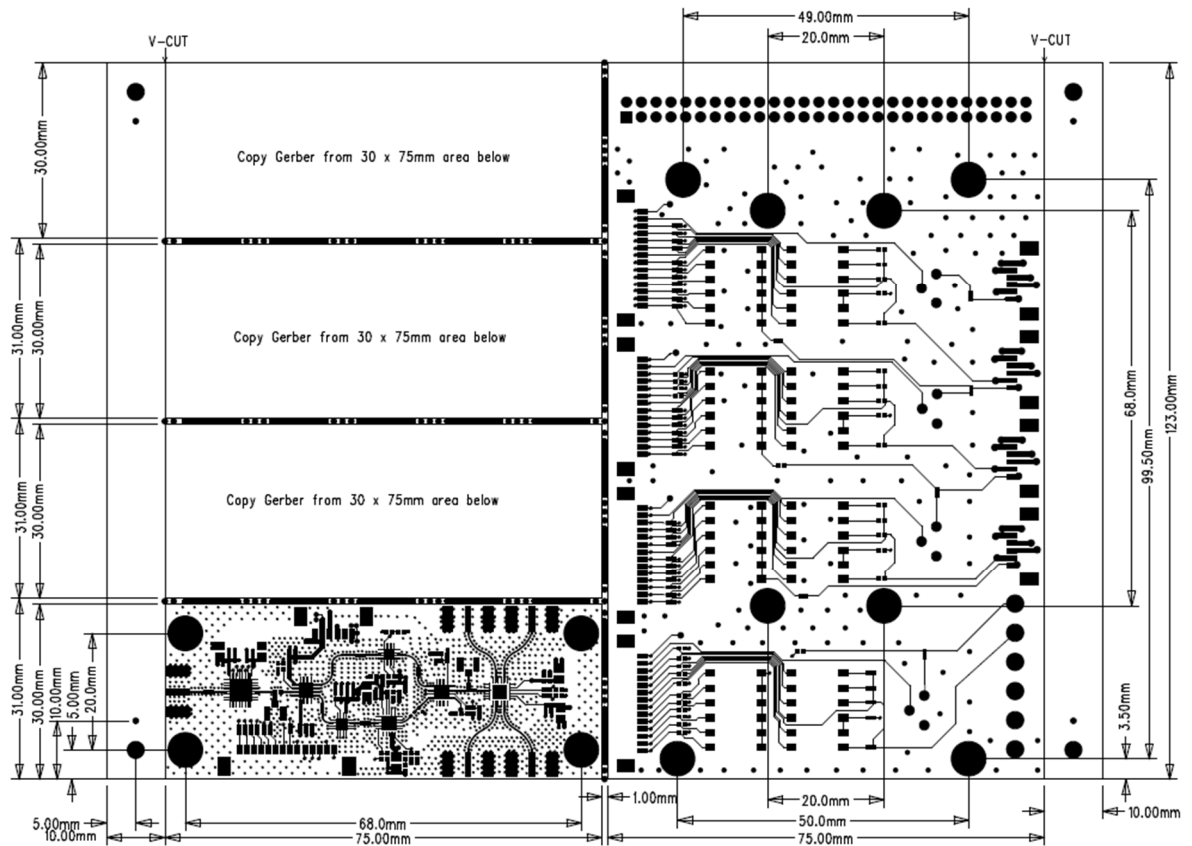 49.00mm
20.0mm
V-CUT
V-CUT
30.00mm
Copy Gerber from 30 x 75mm area below
31.00mm
30.00mm
Copy Gerber from 30 x 75mm area below
68.0mm
99.50mm
123.00mm
31.00mm
30.00mm
Copy Gerber from 30 x 75mm area below
31.00mm
30.00mm
10.00mm
5.00mm
20.0mm
3.50mm
5.00mm
10.00mm
68.0mm
75.00mm
1.00mm
20.0mm
50.0mm
75.00mm
10.00mm